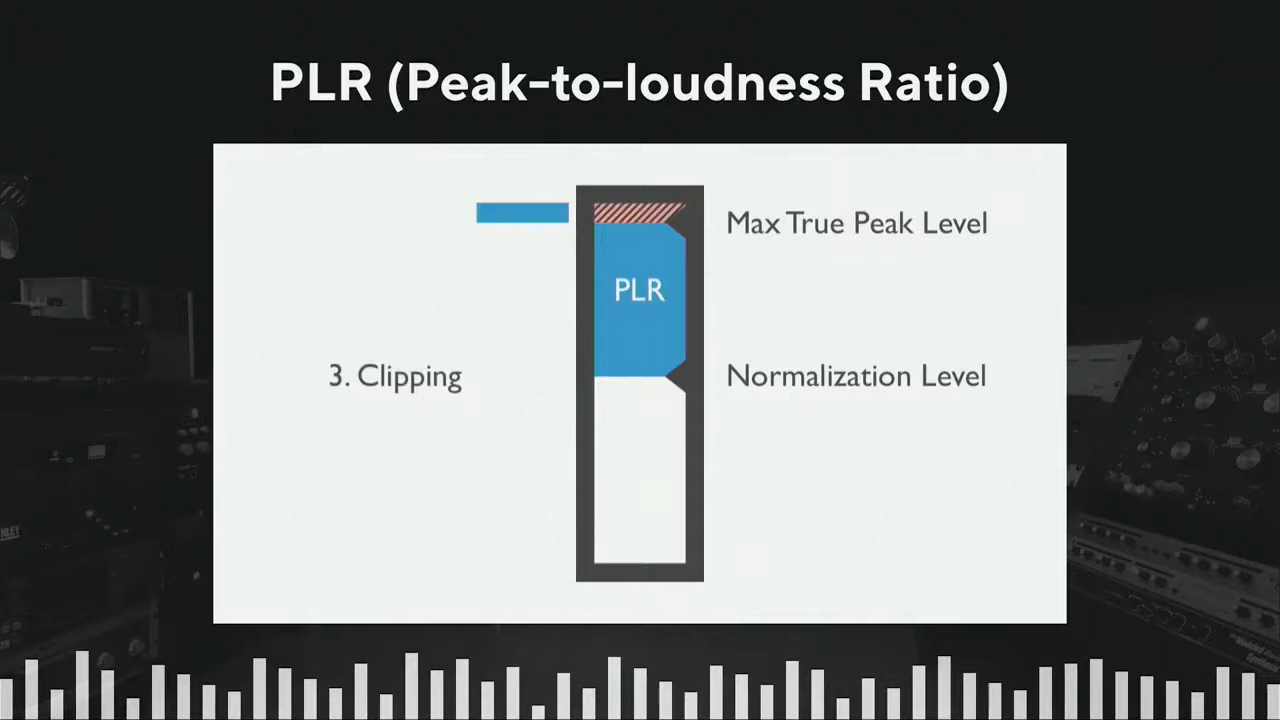 PLR (Peak-to-loudness Ratio)
Max True Peak Level
PLR
3. Clipping
Normalization Level